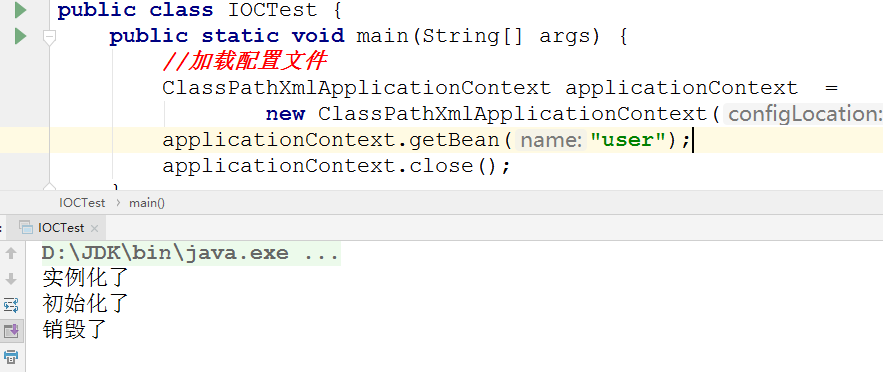 public class IOCTest {
public static void main(String[] args) {
//加载配置文件
ClassPathXmlApplicationContext applicationContext =
new ClassPathXmlApplicationContext( configLocation:
applicationContext.getBean( name: "user");
applicationContext.close();
IOCTest › main()
IOCTest ×
D:\JDK\bin\java.exe ...
实例化了
初始化了
销毁了